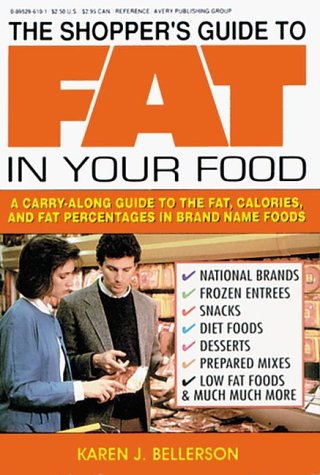 0-89529-610-1 / $2.50 U.S. / $2.95 CAN. / REFERENCE / AVERY PUBLISHING GROUP
THE SHOPPER'S GUIDE TO
FAT
IN YOUR FOOD
A CARRY-ALONG GUIDE TO THE FAT, CALORIES,
AND FAT PERCENTAGES IN BRAND NAME FOODS
✓ NATIONAL BRANDS
✓ FROZEN ENTREES
✓ SNACKS
✓ DIET FOODS
✓ DESSERTS
✓ PREPARED MIXES
✓ LOW FAT FOODS
& MUCH MUCH MORE
KAREN J. BELLERSON